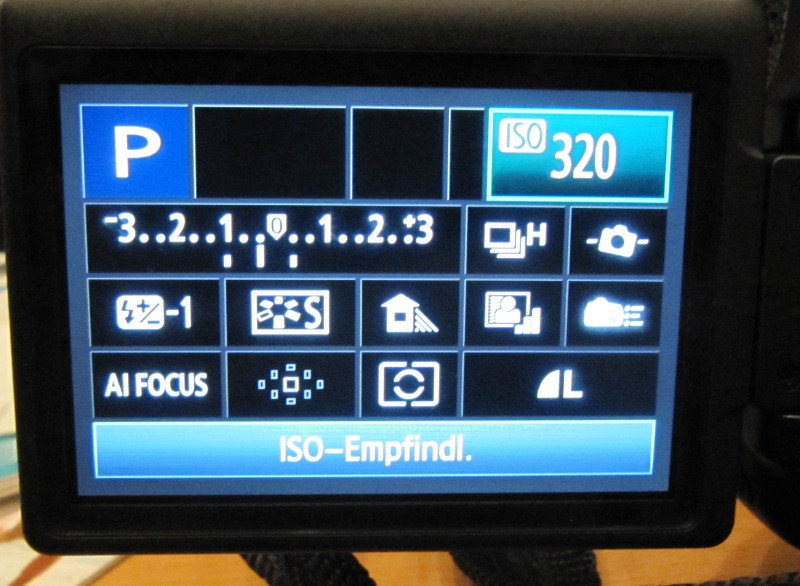 P ISO 320
-3..2..1..0..1..2.:+3
H
-1 S
AI FOCUS L
ISO-Empfindl.